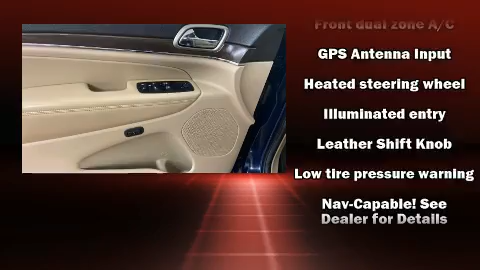 Front dual zone A/C
GPS Antenna Input
Heated steering wheel
Illuminated entry
Leather Shift Knob
Low tire pressure warning
Nav-Capable! See
Dealer for Details